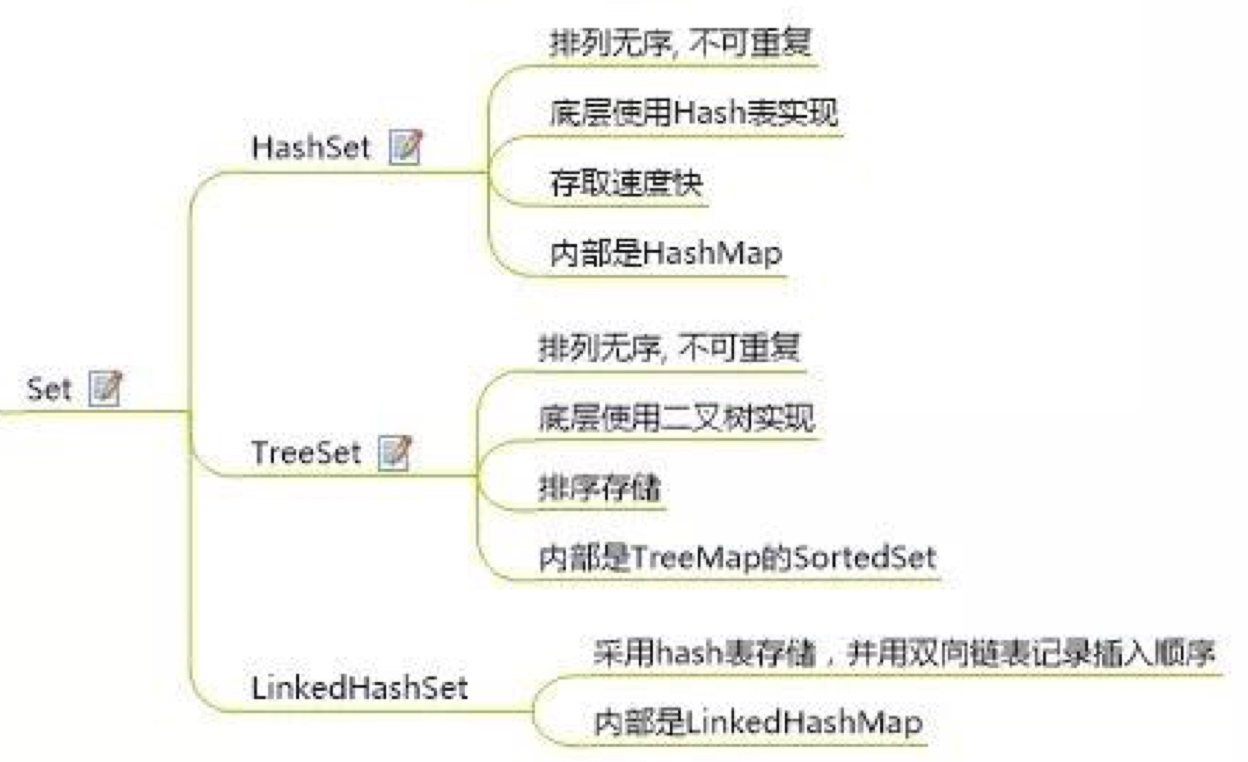 Set
HashSet
排列无序, 不可重复
底层使用Hash表实现
存取速度快
内部是HashMap
TreeSet
排列无序, 不可重复
底层使用二叉树实现
排序存储
内部是TreeMap的SortedSet
LinkedHashSet
采用hash表存储，并用双向链表记录插入顺序
内部是LinkedHashMap